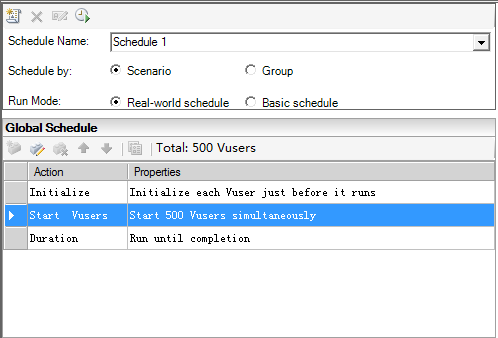 Schedule Name: Schedule 1
Schedule by: Scenario Group
Run Mode: Real-world schedule Basic schedule
Global Schedule
Total: 500 Vusers
Action Properties
Initialize Initialize each Vuser just before it runs
Start Vusers Start 500 Vusers simultaneously
Duration Run until completion